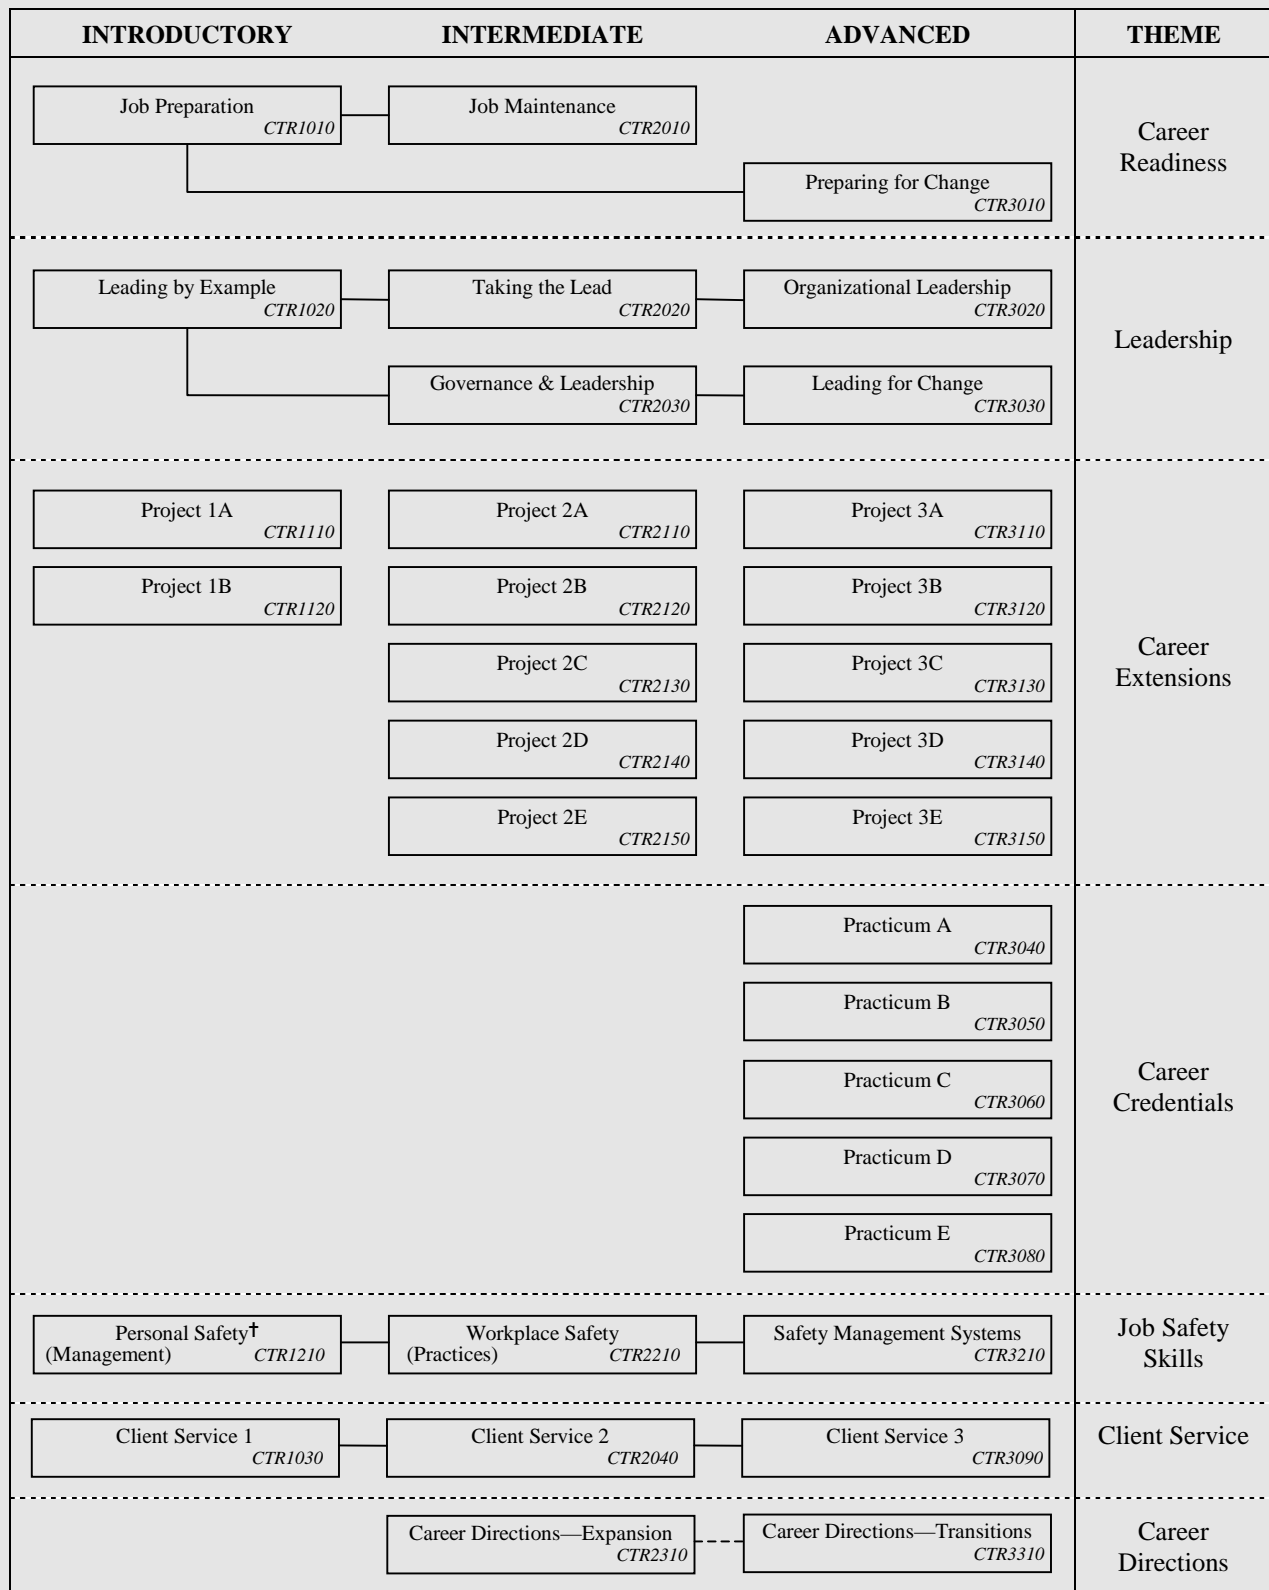 INTRODUCTORY INTERMEDIATE ADVANCED THEME
Job Preparation
CTR1010
Job Maintenance
CTR2010
Preparing for Change
CTR3010
Career
Readiness
Leading by Example
CTR1020
Taking the Lead
CTR2020
Organizational Leadership
CTR3020
Governance & Leadership
CTR2030
Leading for Change
CTR3030
Leadership
Project 1A
CTR1110
Project 2A
CTR2110
Project 3A
CTR3110
Project 1B
CTR1120
Project 2B
CTR2120
Project 3B
CTR3120
Project 2C
CTR2130
Project 3C
CTR3130
Project 2D
CTR2140
Project 3D
CTR3140
Project 2E
CTR2150
Project 3E
CTR3150
Career
Extensions
Practicum A
CTR3040
Practicum B
CTR3050
Practicum C
CTR3060
Practicum D
CTR3070
Practicum E
CTR3080
Career
Credentials
Personal Safety†
(Management) CTR1210
Workplace Safety
(Practices) CTR2210
Safety Management Systems
CTR3210
Job Safety
Skills
Client Service 1
CTR1030
Client Service 2
CTR2040
Client Service 3
CTR3090
Client Service
Career Directions—Expansion
CTR2310
Career Directions—Transitions
CTR3310
Career
Directions